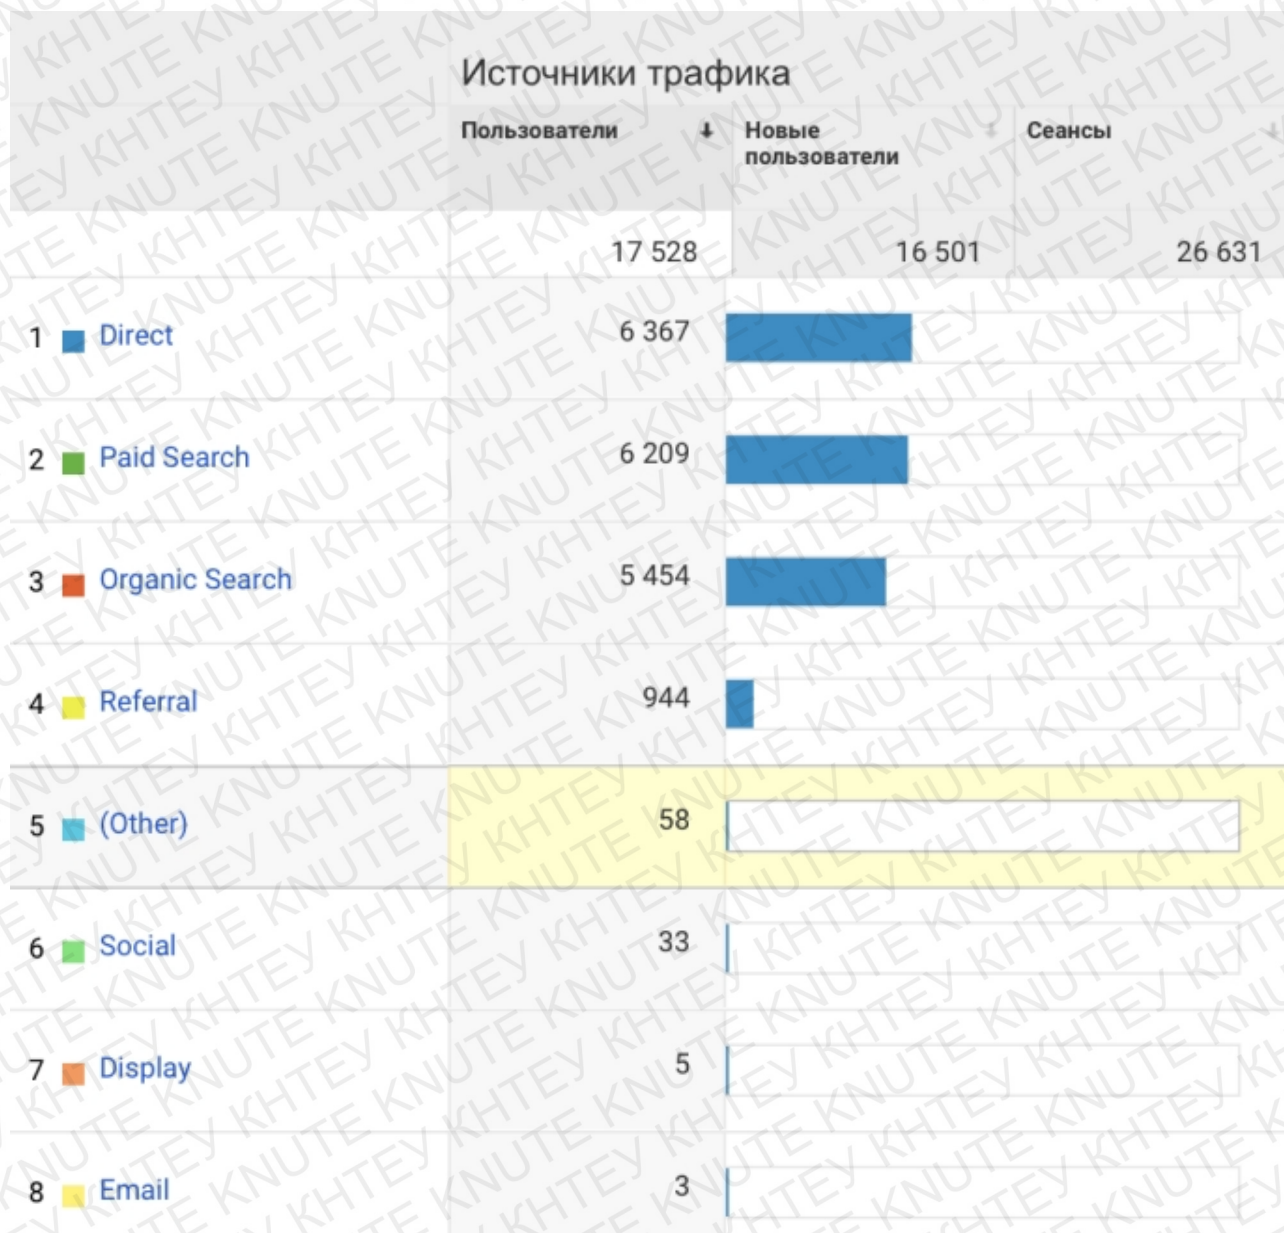 Источники трафика
Пользователи Новые пользователи Сеансы
17 528 16 501 26 631
1 Direct 6 367
2 Paid Search 6 209
3 Organic Search 5 454
4 Referral 944
5 (Other) 58
6 Social 33
7 Display 5
8 Email 3
КНТЕУ KNUTE